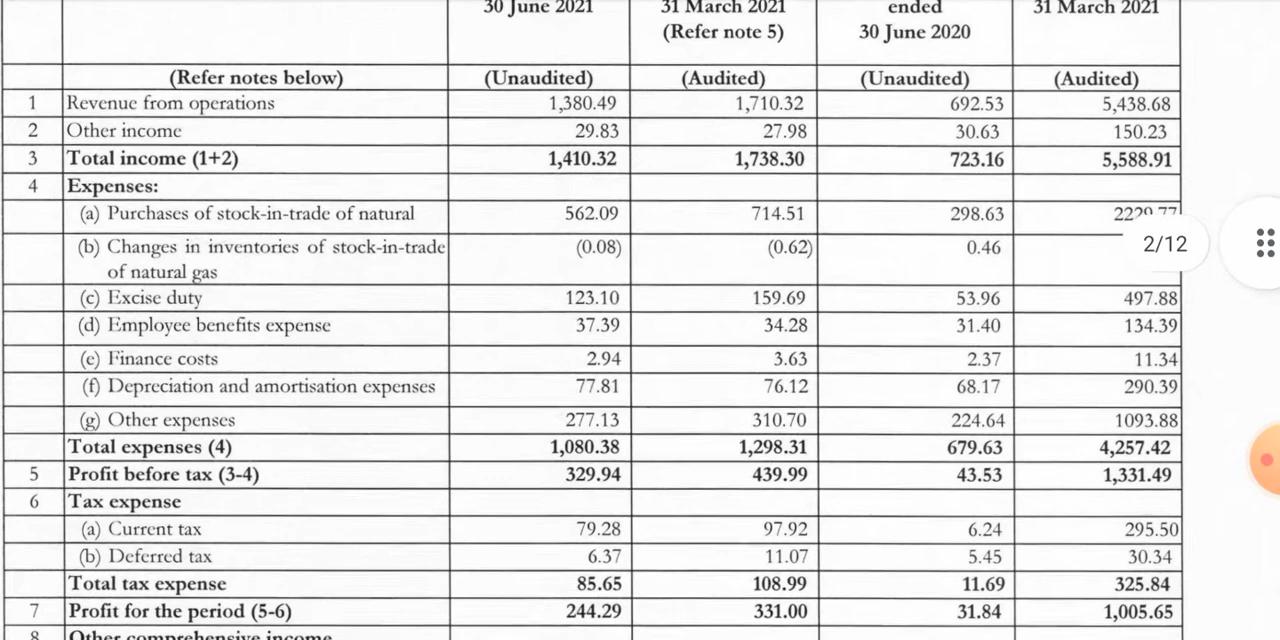 30 June 2021 31 March 2021 ended 31 March 2021
(Refer note 5) 30 June 2020
(Refer notes below) (Unaudited) (Audited) (Unaudited) (Audited)
1 Revenue from operations 1,380.49 1,710.32 692.53 5,438.68
2 Other income 29.83 27.98 30.63 150.23
3 Total income (1+2) 1,410.32 1,738.30 723.16 5,588.91
4 Expenses:
(a) Purchases of stock-in-trade of natural 562.09 714.51 298.63 2229.77
(b) Changes in inventories of stock-in-trade (0.08) (0.62) 0.46
of natural gas
2/12
(c) Excise duty 123.10 159.69 53.96 497.88
(d) Employee benefits expense 37.39 34.28 31.40 134.39
(e) Finance costs 2.94 3.63 2.37 11.34
(f) Depreciation and amortisation expenses 77.81 76.12 68.17 290.39
(g) Other expenses 277.13 310.70 224.64 1093.88
Total expenses (4) 1,080.38 1,298.31 679.63 4,257.42
5 Profit before tax (3-4) 329.94 439.99 43.53 1,331.49
6 Tax expense
(a) Current tax 79.28 97.92 6.24 295.50
(b) Deferred tax 6.37 11.07 5.45 30.34
Total tax expense 85.65 108.99 11.69 325.84
7 Profit for the period (5-6) 244.29 331.00 31.84 1,005.65
8 Other comprehensive income